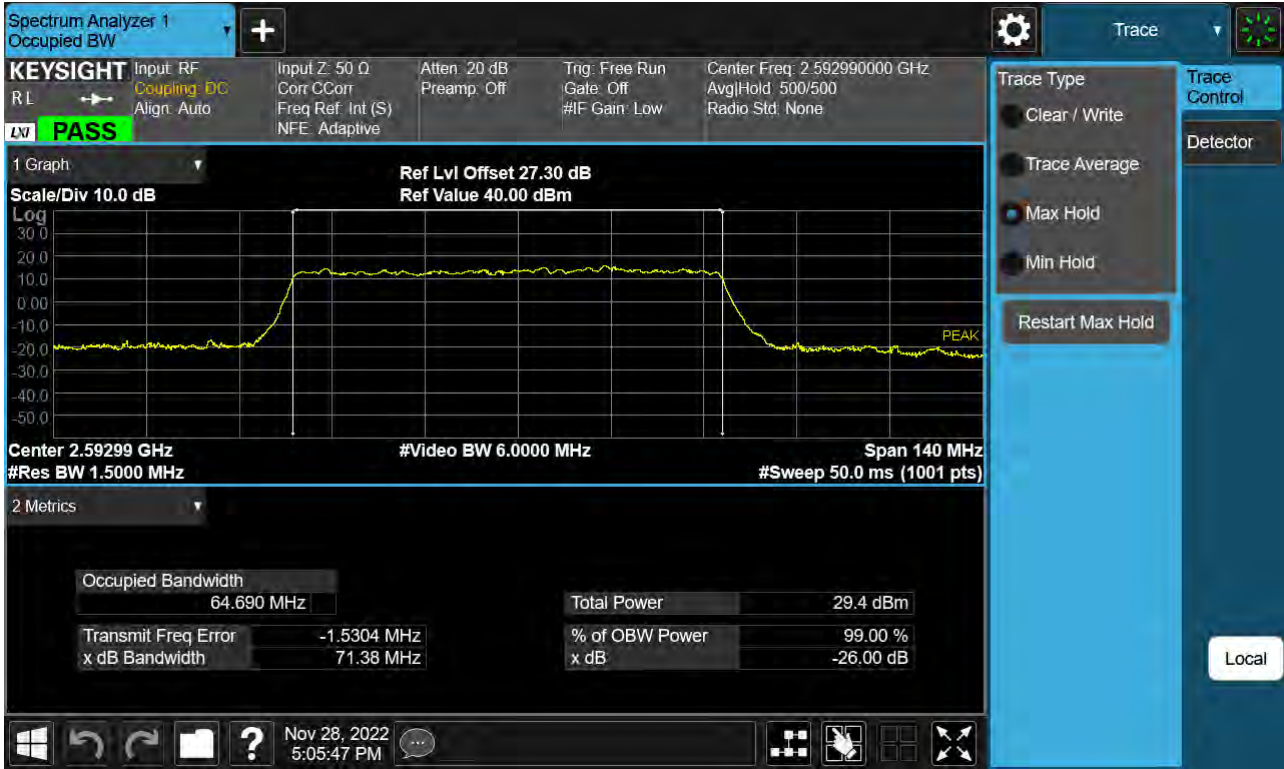 Spectrum Analyzer 1
Occupied BW
Trace
KEYSIGHT
R L
LXI
PASS
Input: RF
Coupling: DC
Align: Auto
Input Z: 50 Ω
Corr CCorr
Freq Ref: Int (S)
NFE: Adaptive
Atten: 20 dB
Preamp: Off
Trig: Free Run
Gate: Off
#IF Gain: Low
Center Freq: 2.592990000 GHz
Avg|Hold: 500/500
Radio Std: None
Trace Type
Clear / Write
Trace Average
Max Hold
Min Hold
Restart Max Hold
Trace
Control
Detector
Local
1 Graph
Scale/Div 10.0 dB
Ref Lvl Offset 27.30 dB
Ref Value 40.00 dBm
Log
30.0
20.0
10.0
0.00
-10.0
-20.0
-30.0
-40.0
-50.0
PEAK
Center 2.59299 GHz
#Video BW 6.0000 MHz
Span 140 MHz
#Res BW 1.5000 MHz
#Sweep 50.0 ms (1001 pts)
2 Metrics
Occupied Bandwidth
64.690 MHz
Total Power 29.4 dBm
Transmit Freq Error -1.5304 MHz
% of OBW Power 99.00 %
x dB Bandwidth 71.38 MHz
x dB -26.00 dB
Nov 28, 2022
5:05:47 PM